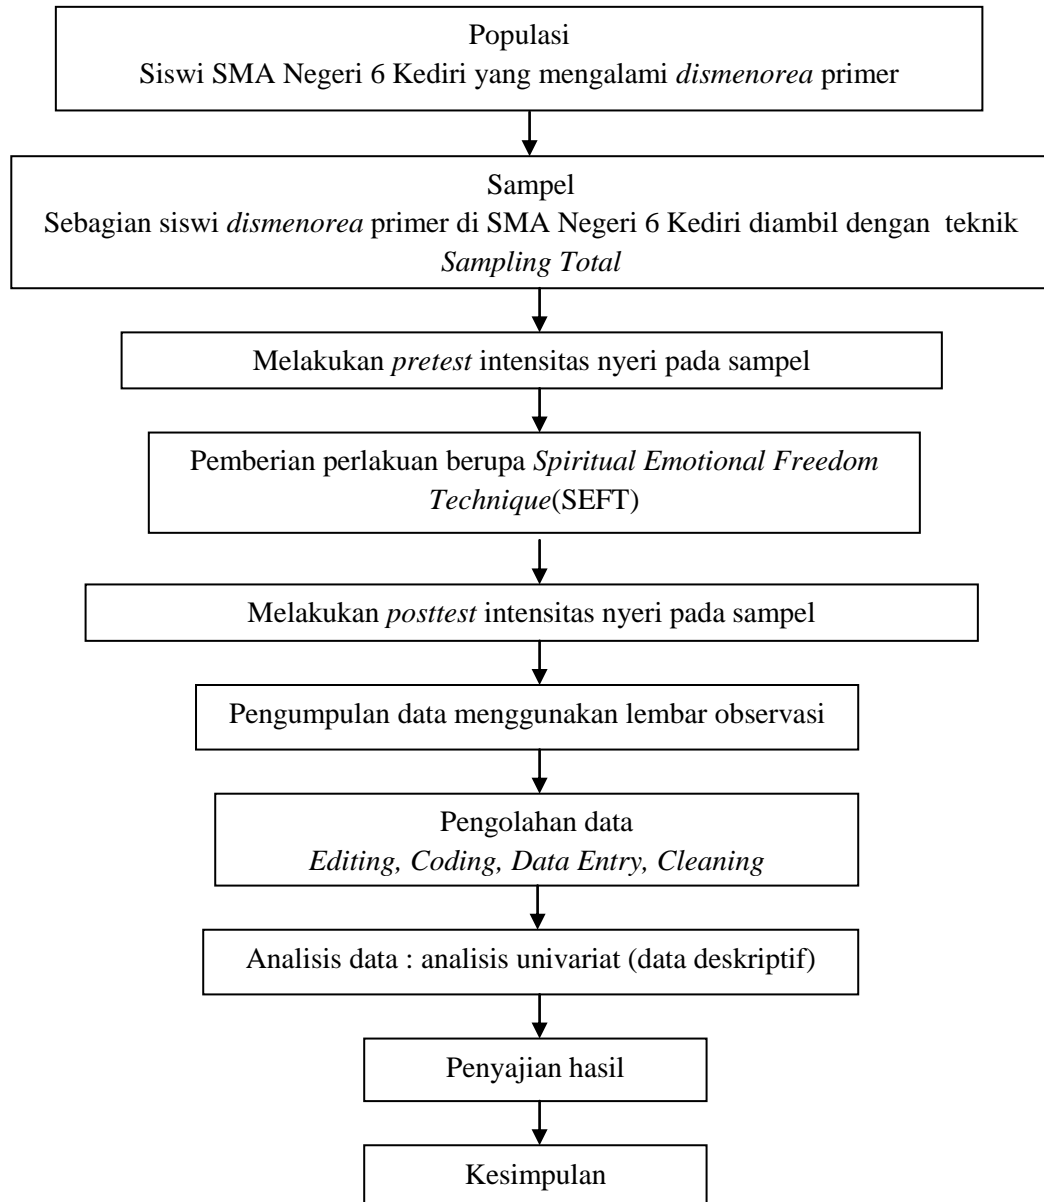 Populasi
Siswi SMA Negeri 6 Kediri yang mengalami dismenorea primer
Sampel
Sebagian siswi dismenorea primer di SMA Negeri 6 Kediri diambil dengan teknik
Sampling Total
Melakukan pretest intensitas nyeri pada sampel
Pemberian perlakuan berupa Spiritual Emotional Freedom
Technique(SEFT)
Melakukan posttest intensitas nyeri pada sampel
Pengumpulan data menggunakan lembar observasi
Pengolahan data
Editing, Coding, Data Entry, Cleaning
Analisis data : analisis univariat (data deskriptif)
Penyajian hasil
Kesimpulan